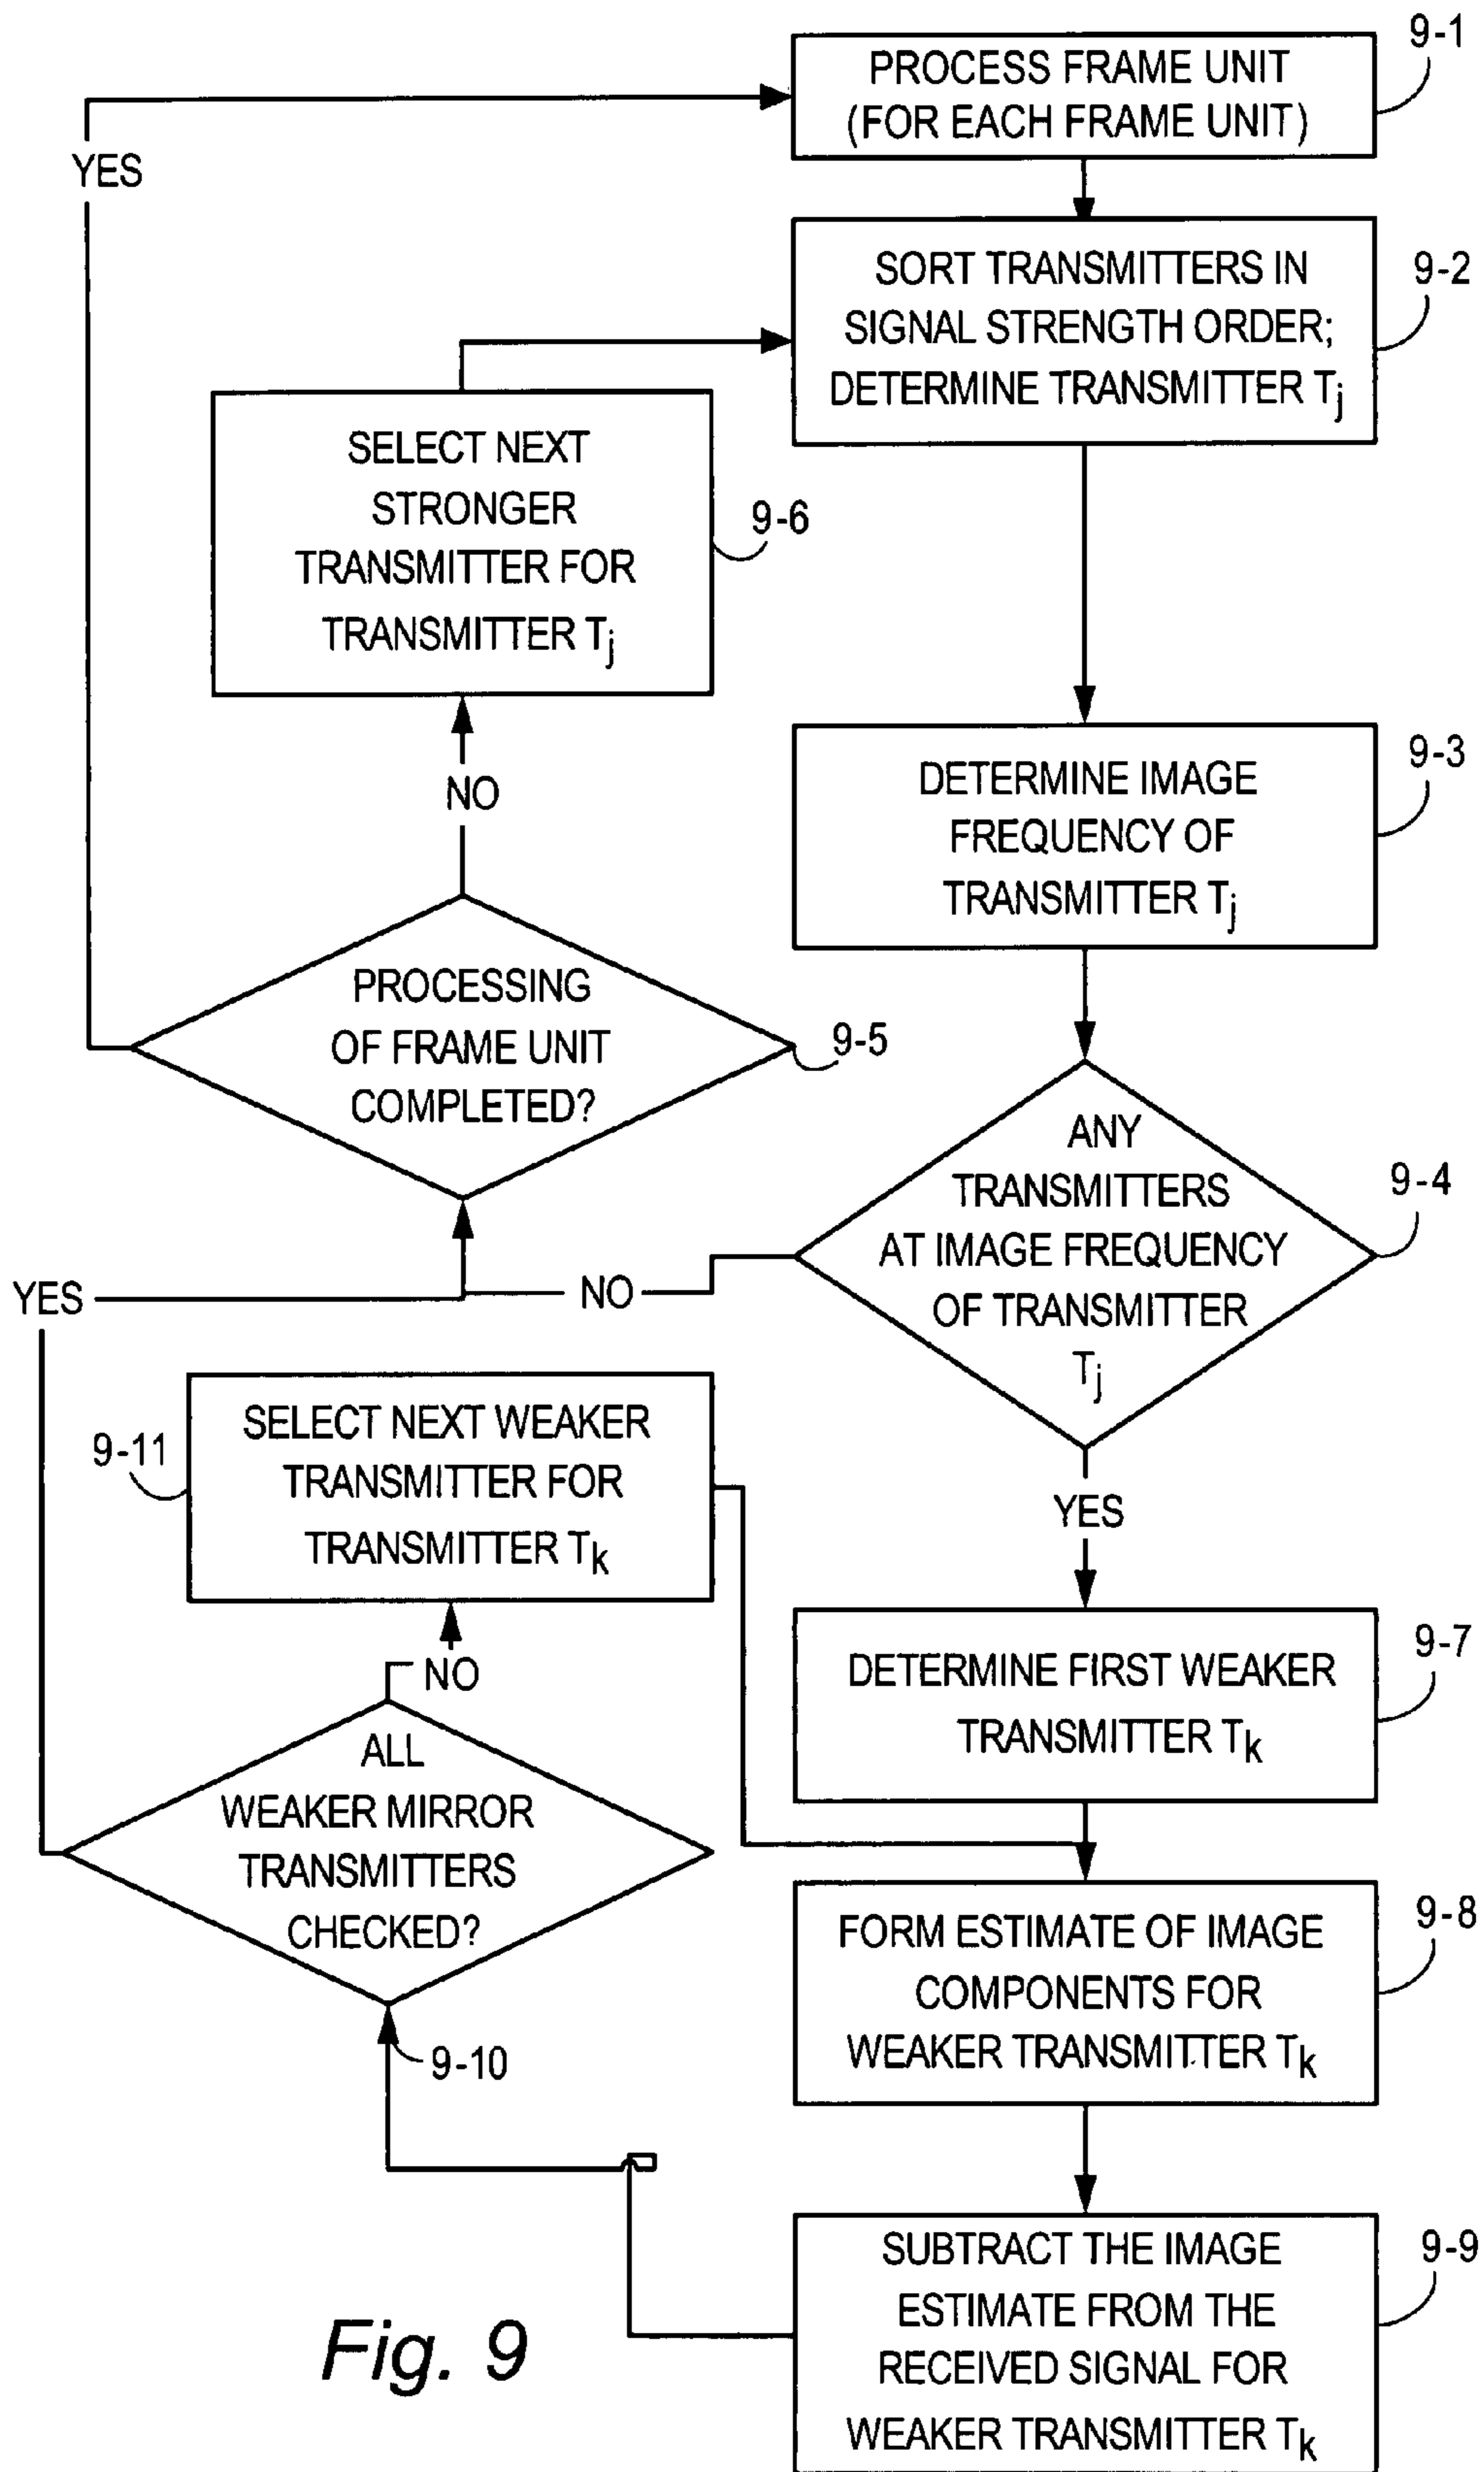 9-1
PROCESS FRAME UNIT
(FOR EACH FRAME UNIT)
YES
9-2
SORT TRANSMITTERS IN
SIGNAL STRENGTH ORDER;
DETERMINE TRANSMITTER Tj
SELECT NEXT
STRONGER
TRANSMITTER FOR
TRANSMITTER Tj
9-6
NO
9-3
DETERMINE IMAGE
FREQUENCY OF
TRANSMITTER Tj
PROCESSING
OF FRAME UNIT
COMPLETED?
9-5
ANY
TRANSMITTERS
AT IMAGE FREQUENCY
OF TRANSMITTER
Tj
9-4
YES
NO
SELECT NEXT WEAKER
TRANSMITTER FOR
TRANSMITTER Tk
9-11
YES
NO
9-7
DETERMINE FIRST WEAKER
TRANSMITTER Tk
ALL
WEAKER MIRROR
TRANSMITTERS
CHECKED?
9-10
9-8
FORM ESTIMATE OF IMAGE
COMPONENTS FOR
WEAKER TRANSMITTER Tk
9-9
SUBTRACT THE IMAGE
ESTIMATE FROM THE
RECEIVED SIGNAL FOR
WEAKER TRANSMITTER Tk
Fig. 9